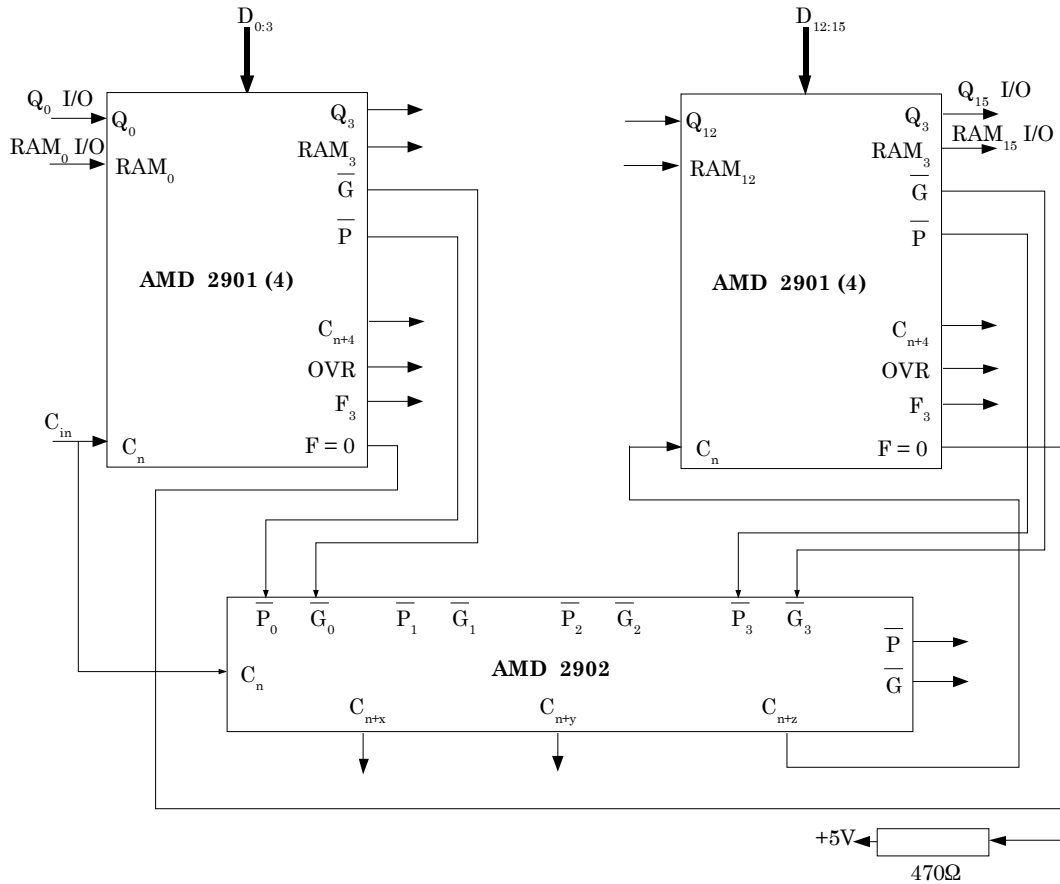 D0:3
D12:15
Q0 I/O
Q0
Q3
RAM0 I/O
RAM0
RAM3
G
P
AMD 2901 (4)
Cn+4
OVR
F3
Cin
Cn
F = 0
Q12
Q3
Q15 I/O
RAM12
RAM3
RAM15 I/O
G
P
AMD 2901 (4)
Cn+4
OVR
F3
Cn
F = 0
P0 G0 P1 G1 P2 G2 P3 G3
P
Cn
AMD 2902
G
Cn+x Cn+y Cn+z
+5V
470Ω